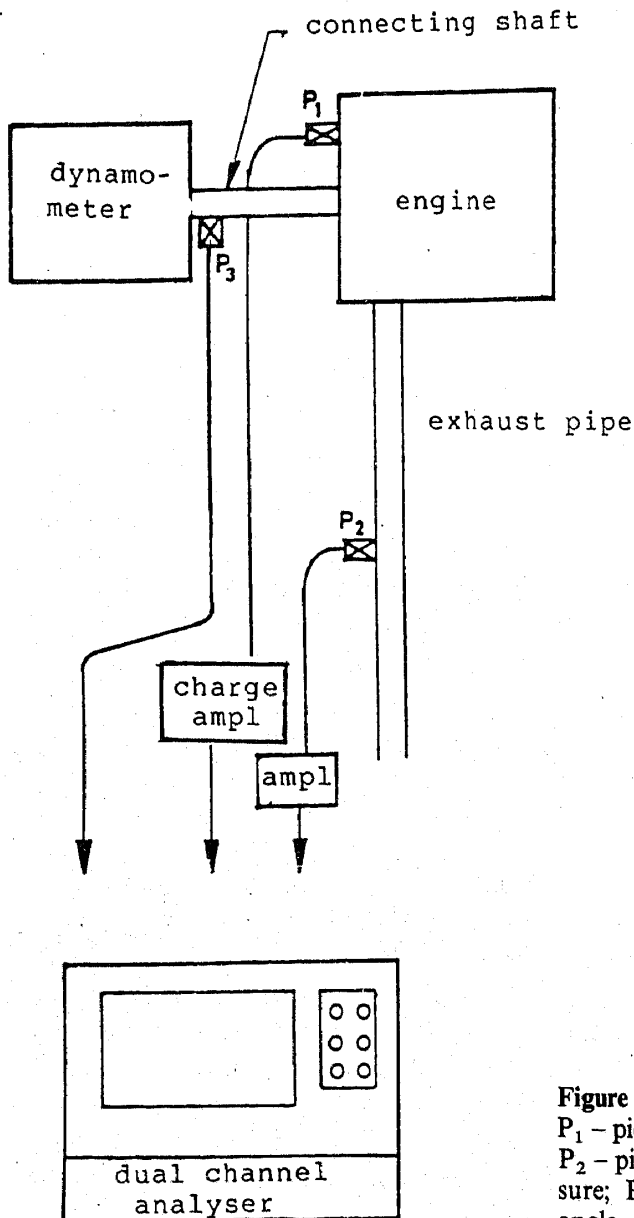 connecting shaft
P1
dynamo-
meter
engine
P3
exhaust pipe
P2
charge
ampl
ampl
dual channel
analyser
Figure
P1 – pi
P2 – pi
sure;
angle